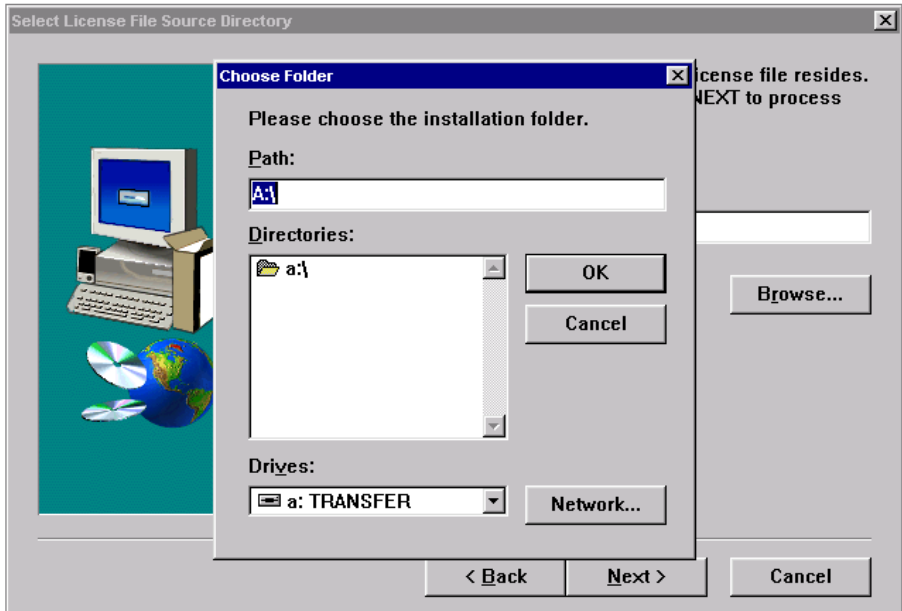 Select License File Source Directory
icense file resides.
NEXT to process
Choose Folder
Please choose the installation folder.
Path:
A:\
Directories:
a:\
OK
Cancel
Browse...
Drives:
a: TRANSFER
Network...
< Back
Next >
Cancel